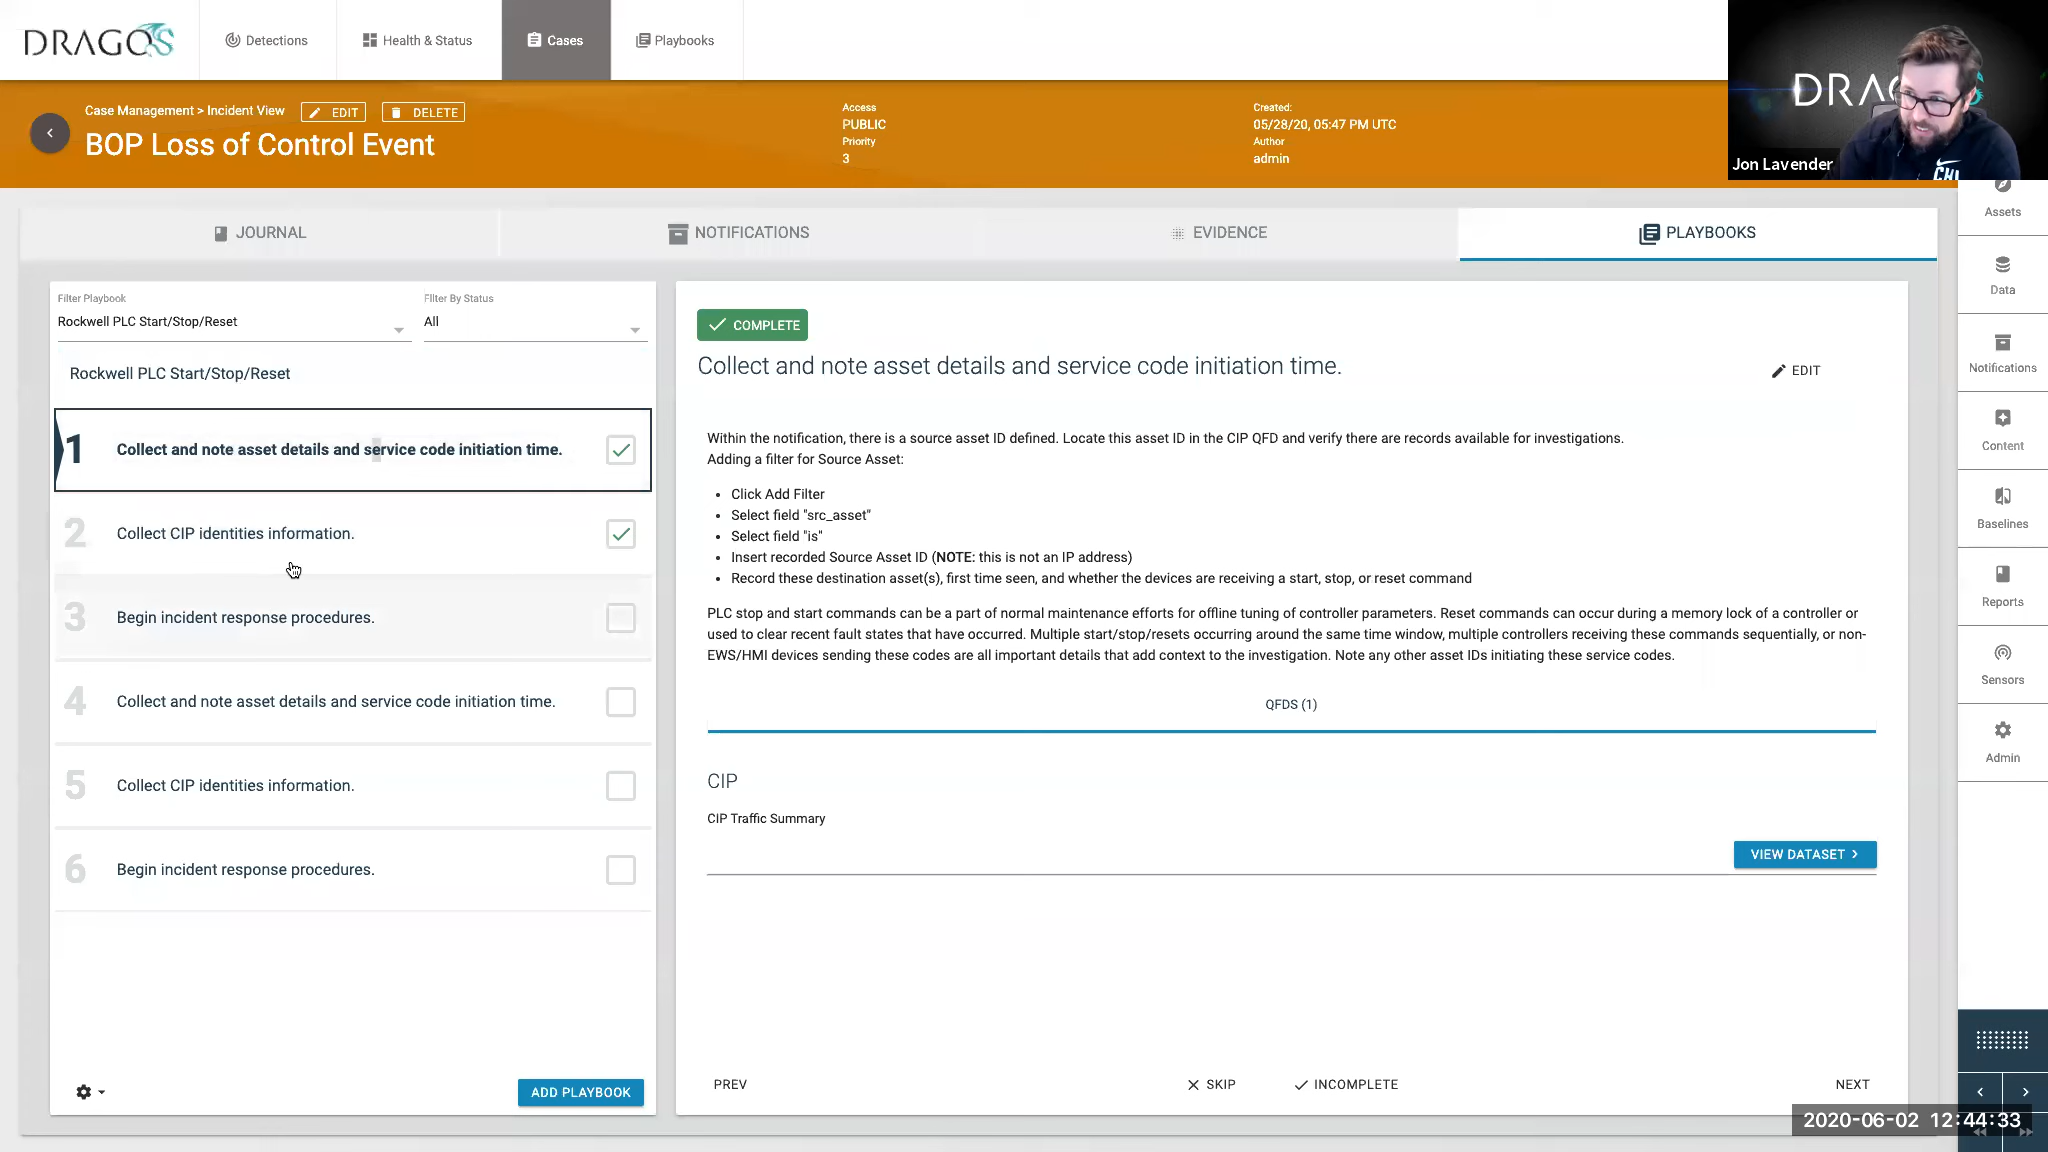 DRAGOS
Detections
Health & Status
Cases
Playbooks
Case Management > Incident View
EDIT
DELETE
BOP Loss of Control Event
Access
PUBLIC
Priority
3
Created:
05/28/20, 05:47 PM UTC
Author
admin
Jon Lavender
JOURNAL
NOTIFICATIONS
EVIDENCE
PLAYBOOKS
Filter Playbook
Rockwell PLC Start/Stop/Reset
Filter By Status
All
Rockwell PLC Start/Stop/Reset
1 Collect and note asset details and service code initiation time.
2 Collect CIP identities information.
3 Begin incident response procedures.
4 Collect and note asset details and service code initiation time.
5 Collect CIP identities information.
6 Begin incident response procedures.
ADD PLAYBOOK
COMPLETE
Collect and note asset details and service code initiation time.
EDIT
Within the notification, there is a source asset ID defined. Locate this asset ID in the CIP QFD and verify there are records available for investigations.
Adding a filter for Source Asset:
• Click Add Filter
• Select field "src_asset"
• Select field "is"
• Insert recorded Source Asset ID (NOTE: this is not an IP address)
• Record these destination asset(s), first time seen, and whether the devices are receiving a start, stop, or reset command
PLC stop and start commands can be a part of normal maintenance efforts for offline tuning of controller parameters. Reset commands can occur during a memory lock of a controller or
used to clear recent fault states that have occurred. Multiple start/stop/resets occurring around the same time window, multiple controllers receiving these commands sequentially, or non-
EWS/HMI devices sending these codes are all important details that add context to the investigation. Note any other asset IDs initiating these service codes.
QFDS (1)
CIP
CIP Traffic Summary
VIEW DATASET >
PREV
SKIP
INCOMPLETE
NEXT
Assets
Data
Notifications
Content
Baselines
Reports
Sensors
Admin
2020-06-02 12:44:33